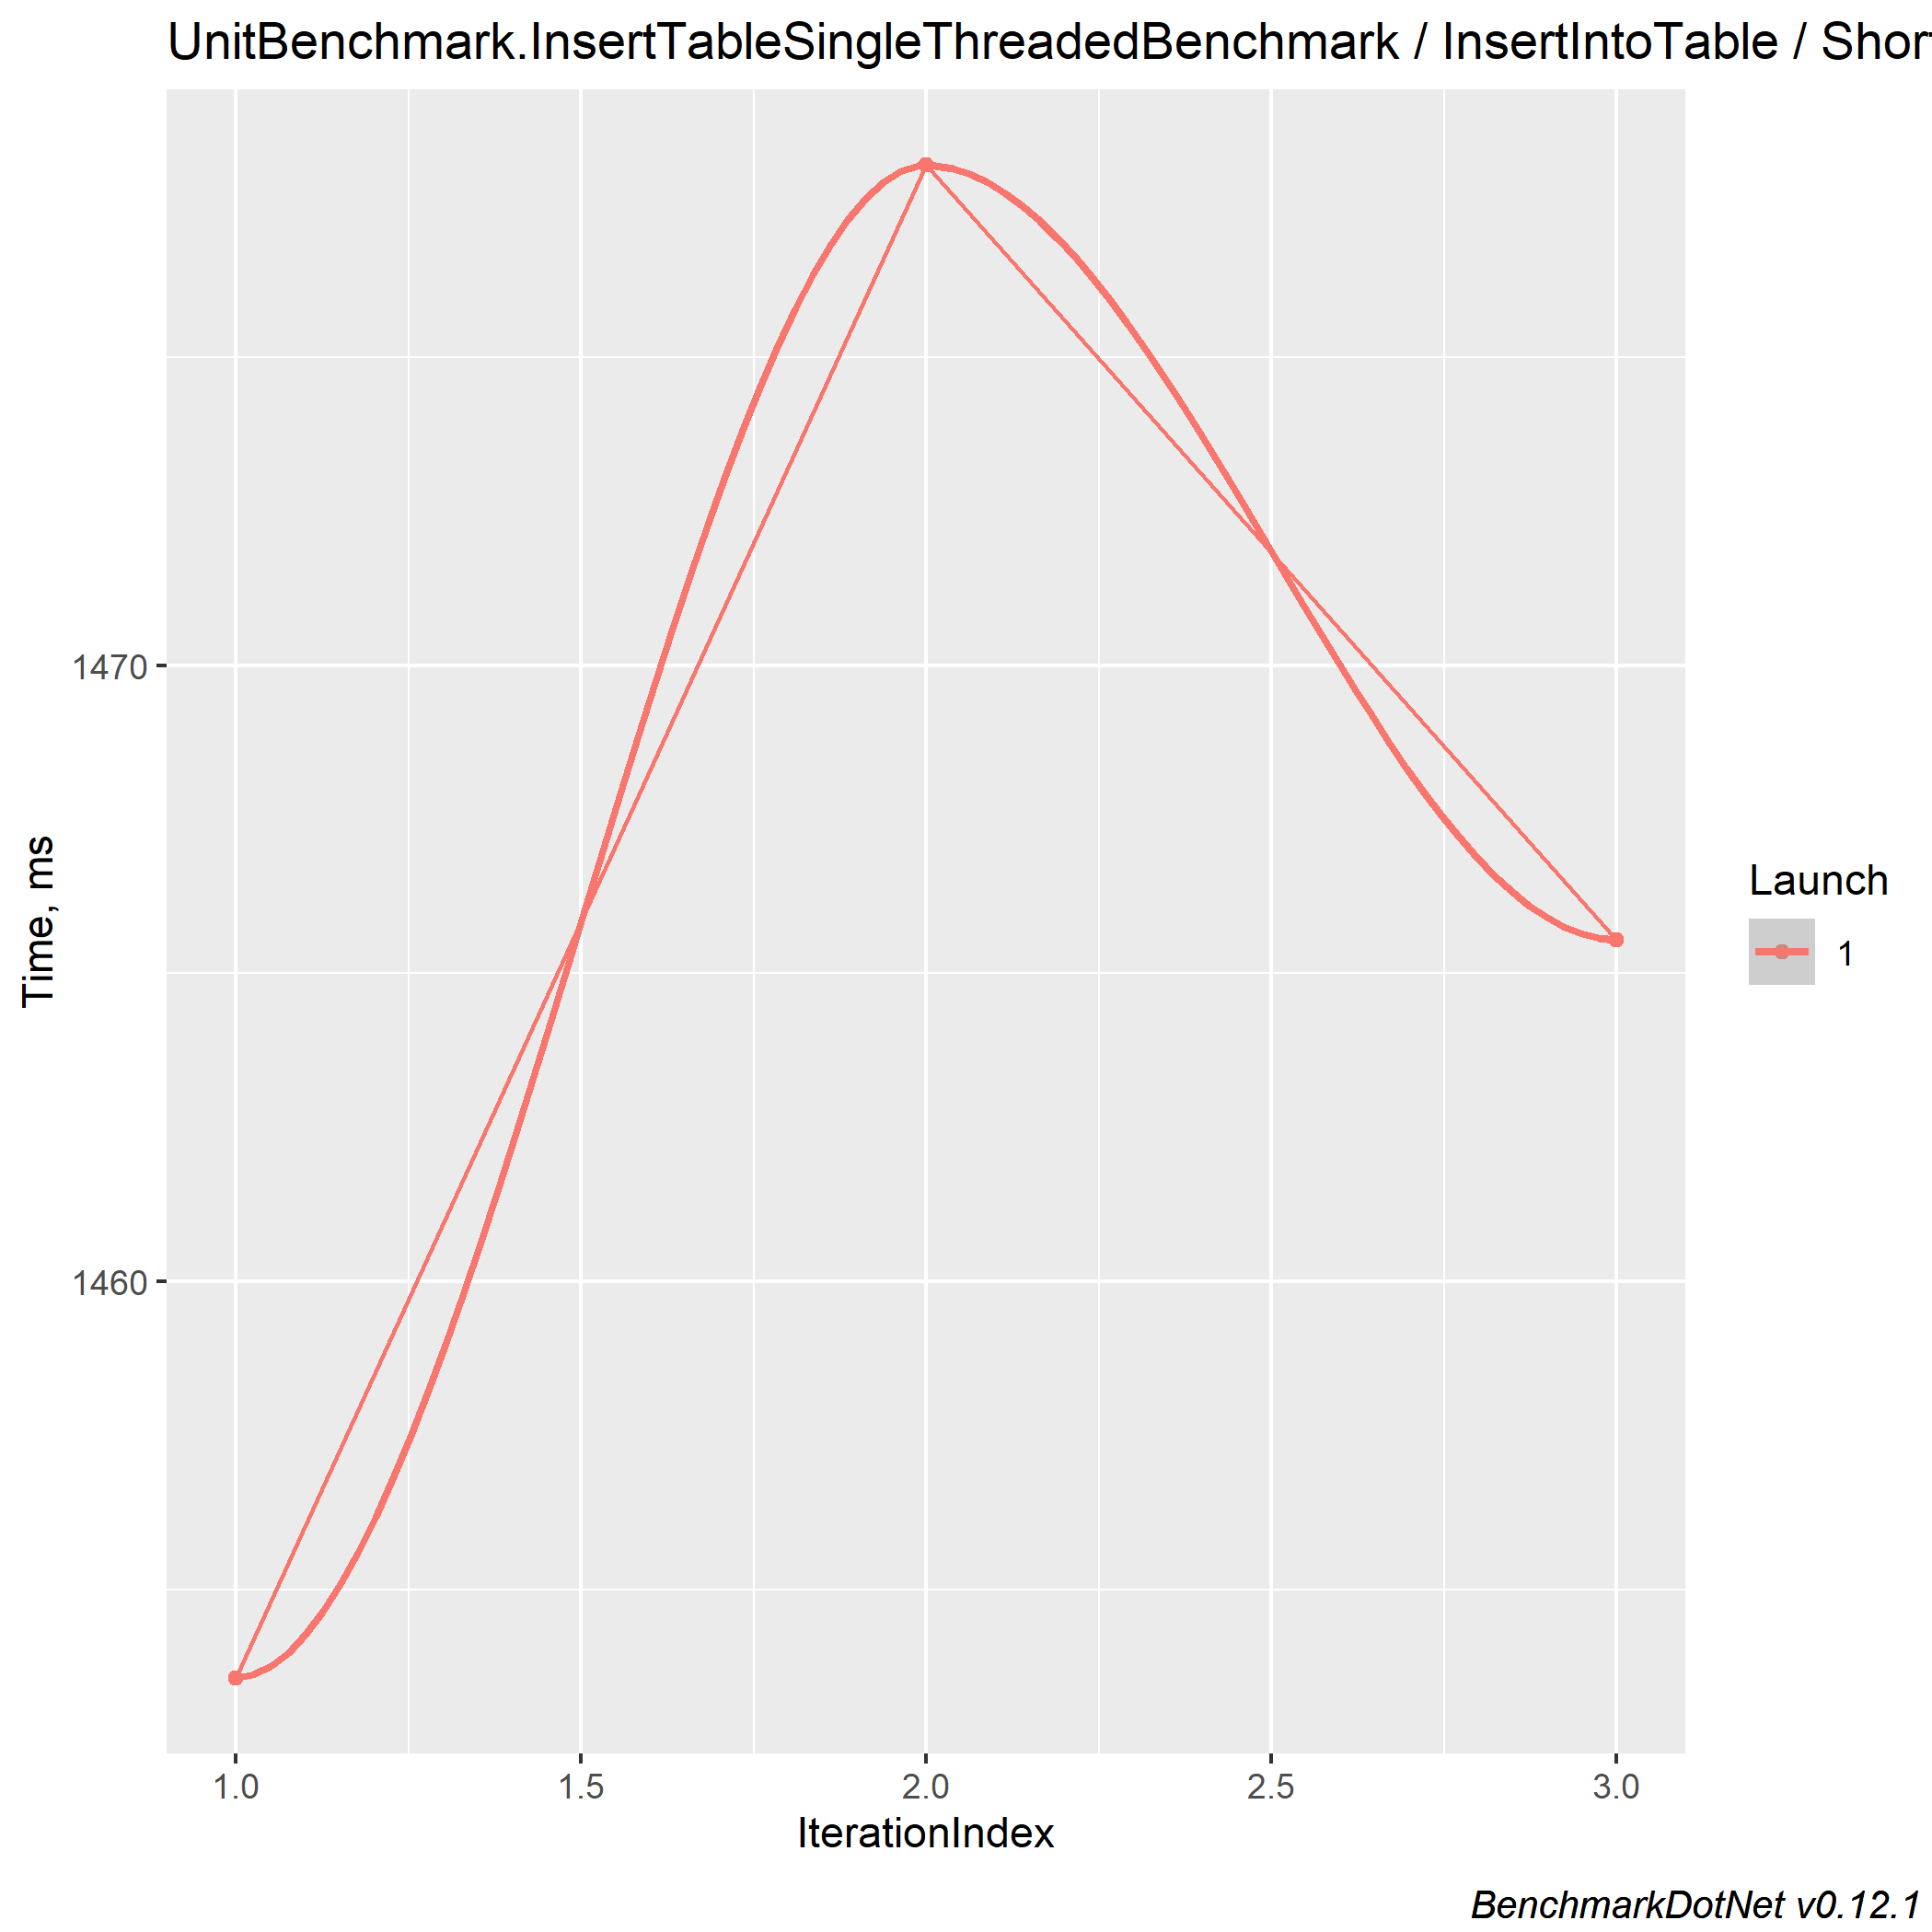 UnitBenchmark.InsertTableSingleThreadedBenchmark / InsertIntoTable / Shor
1470
1460
Time, ms
1.0 1.5 2.0 2.5 3.0
IterationIndex
Launch
1
BenchmarkDotNet v0.12.1